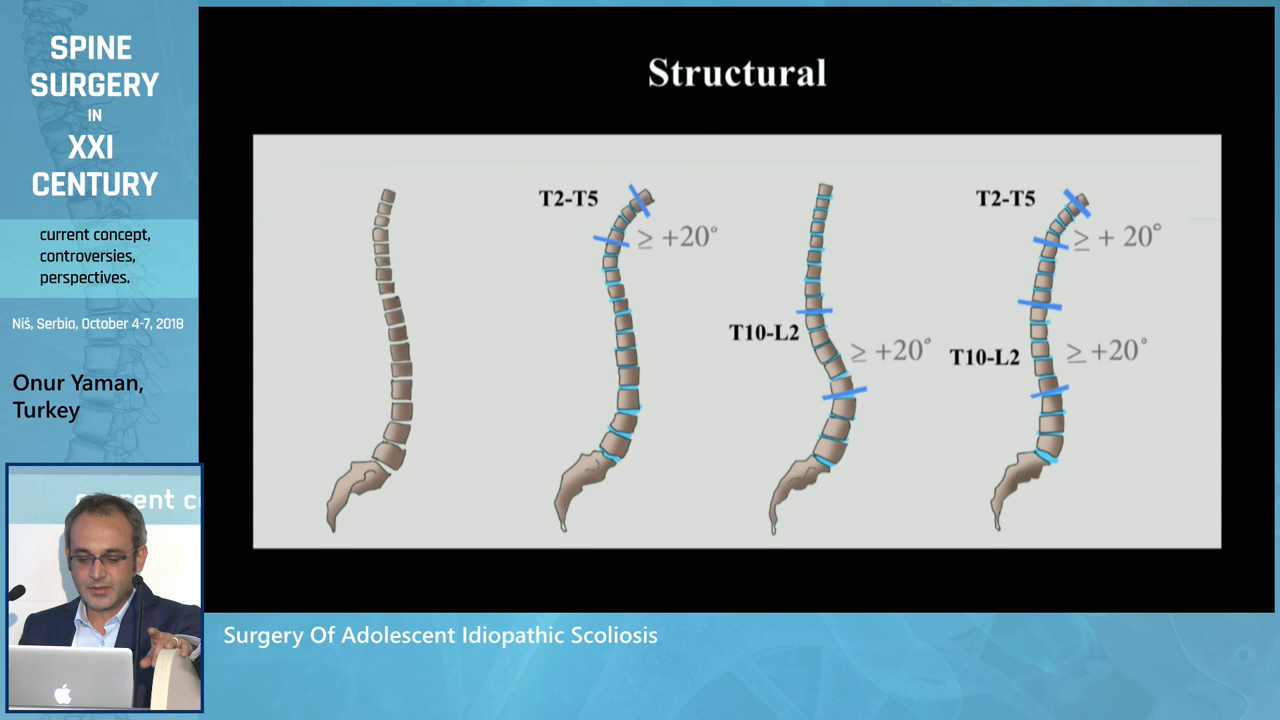 SPINE
SURGERY
IN
XXI
CENTURY
current concept,
controversies,
perspectives.
Niš, Serbia, October 4-7, 2018
Onur Yaman,
Turkey
Structural
T2-T5
≥ +20°
T10-L2
≥ +20°
T2-T5
≥ + 20°
T10-L2
≥ +20°
Surgery Of Adolescent Idiopathic Scoliosis